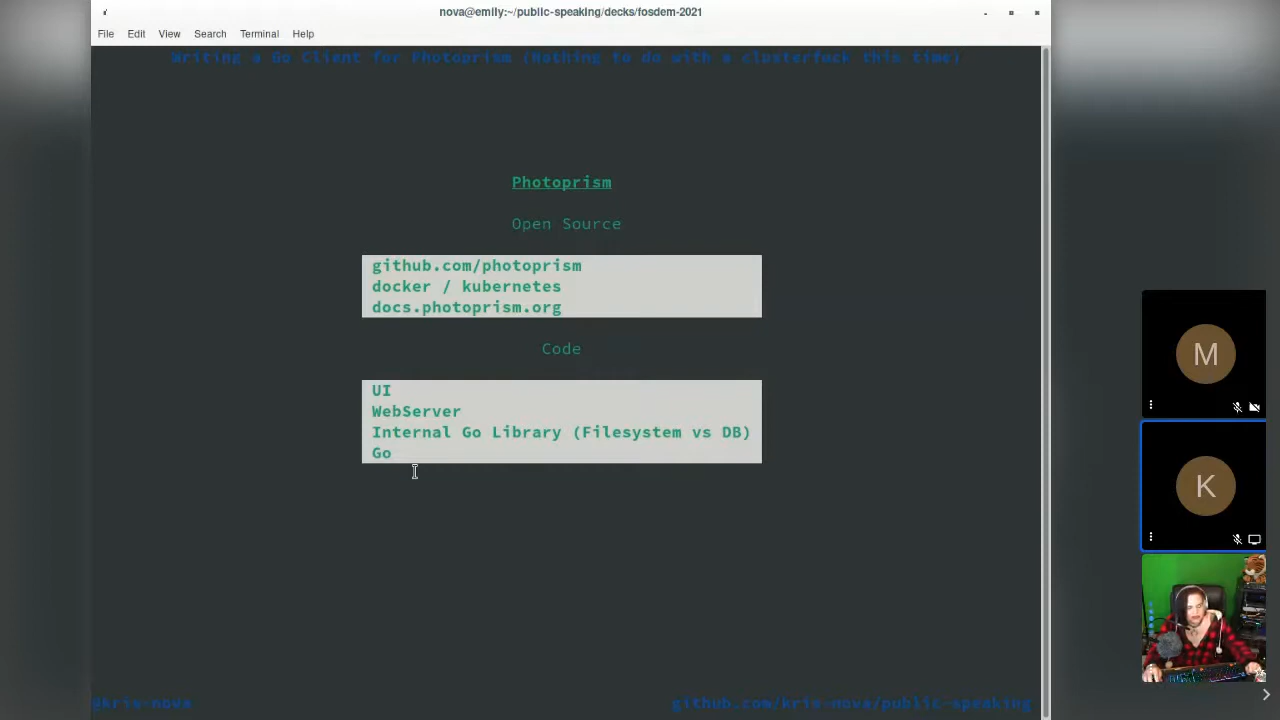 nova@emily:~/public-speaking/decks/fosdem-2021
File Edit View Search Terminal Help
Writing a Go Client for Photoprism (Nothing to do with a clusterfuck this time)
Photoprism
Open Source
github.com/photoprism
docker / kubernetes
docs.photoprism.org
Code
UI
WebServer
Internal Go Library (Filesystem vs DB)
Go
M
K
@kris-nova
github.com/kris-nova/public-speaking